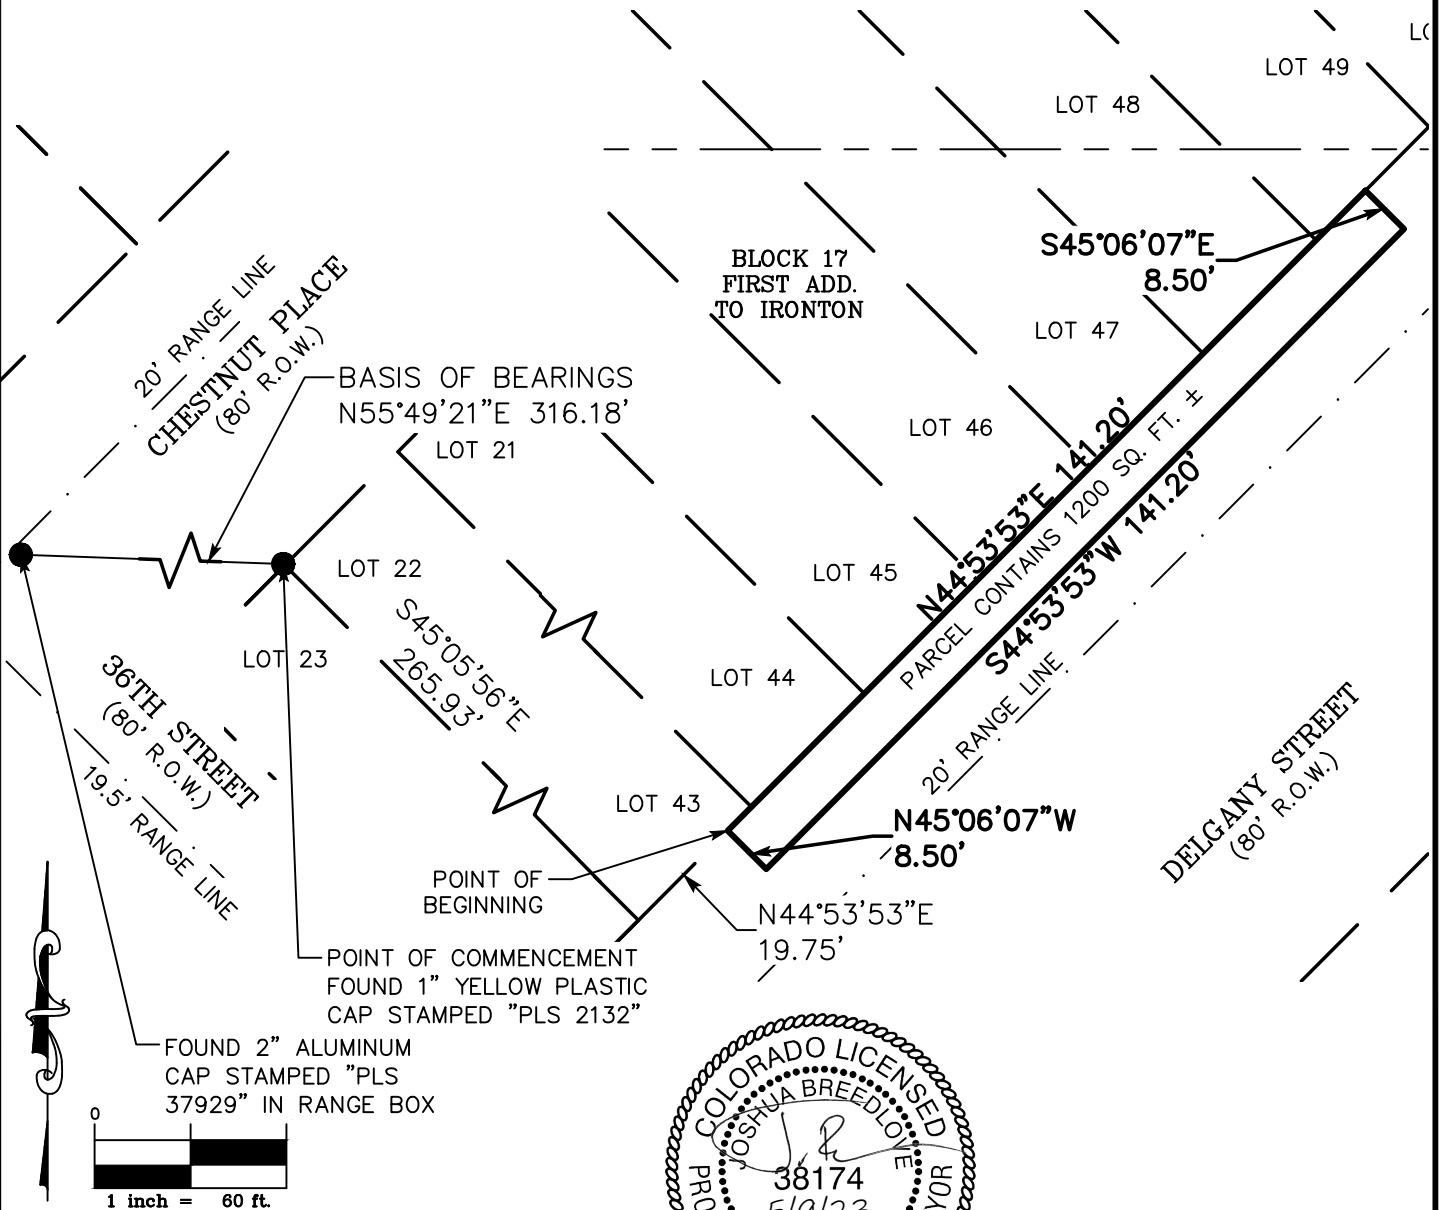 LOT 49
LOT 48
20' RANGE LINE
CHESTNUT PLACE
(80' R.O.W.)
BLOCK 17
FIRST ADD.
TO IRONTON
S45°06'07"E
8.50'
LOT 47
BASIS OF BEARINGS
N55°49'21"E 316.18'
LOT 21
LOT 46
N44°53'53"E 141.20'
PARCEL CONTAINS 1200 SQ. FT. ±
S44°53'53"W 141.20'
LOT 22
LOT 45
LOT 23
S45°05'56"E
265.93'
LOT 44
36TH STREET
(80' R.O.W.)
19.5' RANGE LINE
20' RANGE LINE
DELGANY STREET
(80' R.O.W.)
LOT 43
N45°06'07"W
8.50'
POINT OF
BEGINNING
N44°53'53"E
19.75'
POINT OF COMMENCEMENT
FOUND 1" YELLOW PLASTIC
CAP STAMPED "PLS 2132"
FOUND 2" ALUMINUM
CAP STAMPED "PLS
37929" IN RANGE BOX
0
1 inch = 60 ft.
COLORADO LICENSED
JOSHUA BREEDLOVE
38174
5/9/23